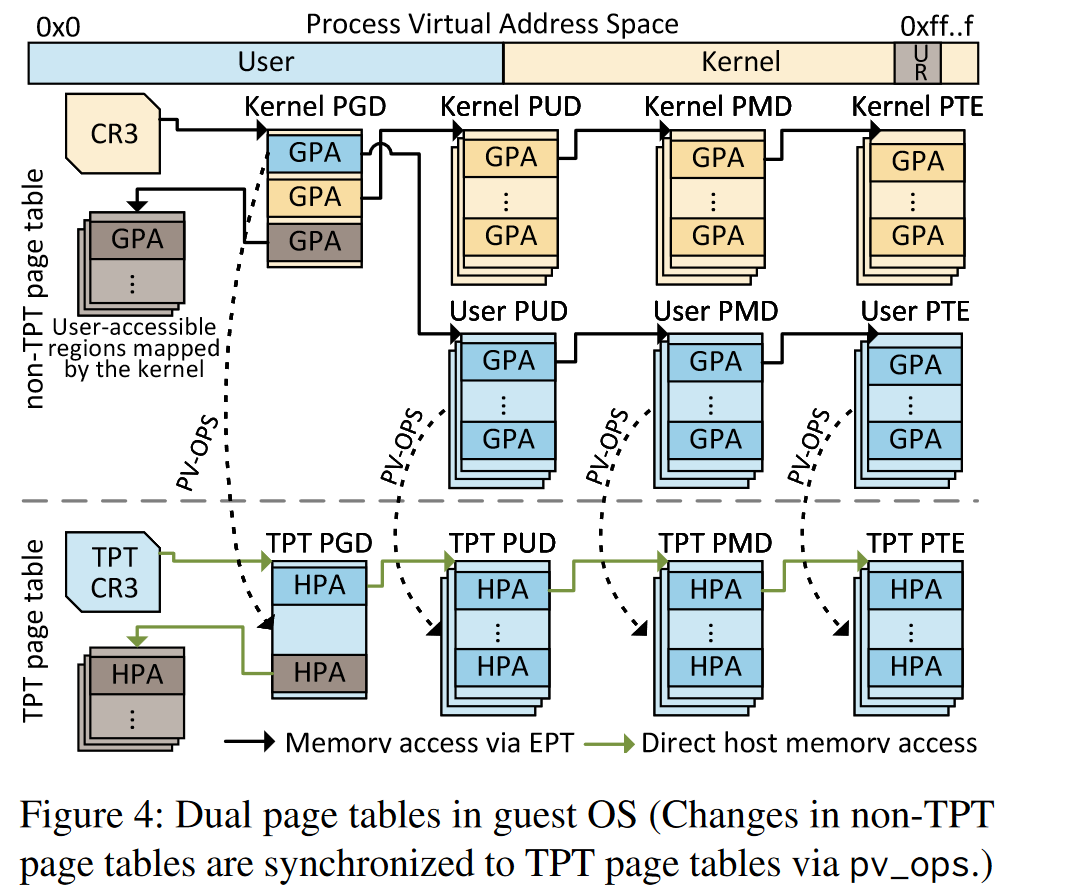 0x0 Process Virtual Address Space 0xff..f
User Kernel U R
non-TPT page table
CR3
Kernel PGD Kernel PUD Kernel PMD Kernel PTE
GPA GPA GPA GPA
GPA
GPA GPA GPA GPA
GPA
⋮ ⋮ ⋮ ⋮
User-accessible
regions mapped
by the kernel
User PUD User PMD User PTE
GPA GPA GPA
⋮ ⋮ ⋮
GPA GPA GPA
PV-OPS PV-OPS PV-OPS PV-OPS
TPT page table
TPT
CR3
TPT PGD TPT PUD TPT PMD TPT PTE
HPA HPA HPA HPA
⋮ ⋮ ⋮
HPA HPA HPA HPA HPA
⋮
Memory access via EPT Direct host memory access
Figure 4: Dual page tables in guest OS (Changes in non-TPT
page tables are synchronized to TPT page tables via pv_ops.)